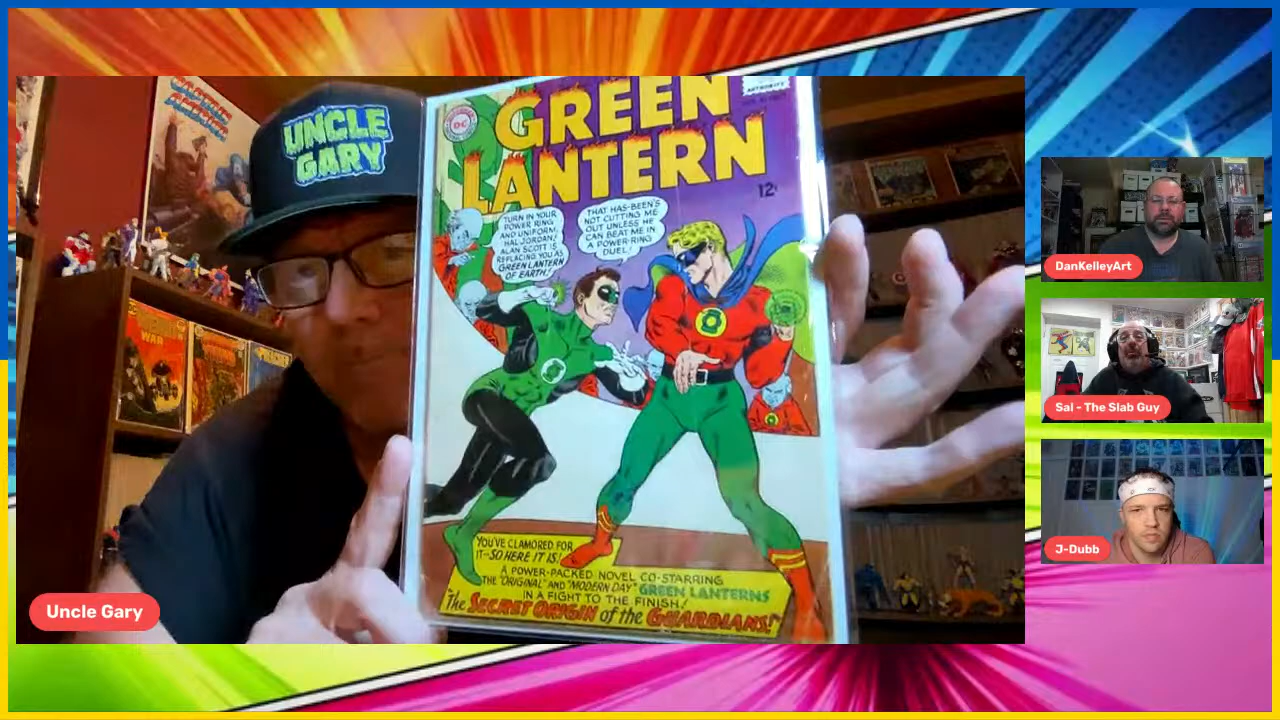 UNCLE
GARY
CAPTAIN
AMERICA
DC
AUTHORITY
GREEN
LANTERN
12¢
TURN IN YOUR
POWER RING
AND UNIFORM,
HAL JORDAN!
ALAN SCOTT IS
REPLACING YOU AS
GREEN LANTERN
OF EARTH!
THAT HAS-BEEN'S
NOT CUTTING ME
OUT UNLESS HE
CAN BEAT ME IN
A POWER-RING
DUEL!
WAR
YOU'VE CLAMORED FOR
IT--SO HERE IT IS!
A POWER-PACKED NOVEL CO-STARRING
THE "ORIGINAL" AND "MODERN DAY" GREEN LANTERNS
IN A FIGHT TO THE FINISH!
"The SECRET ORIGIN of the GUARDIANS!"
Uncle Gary
DanKelleyArt
Sal - The Slab Guy
J-Dubb